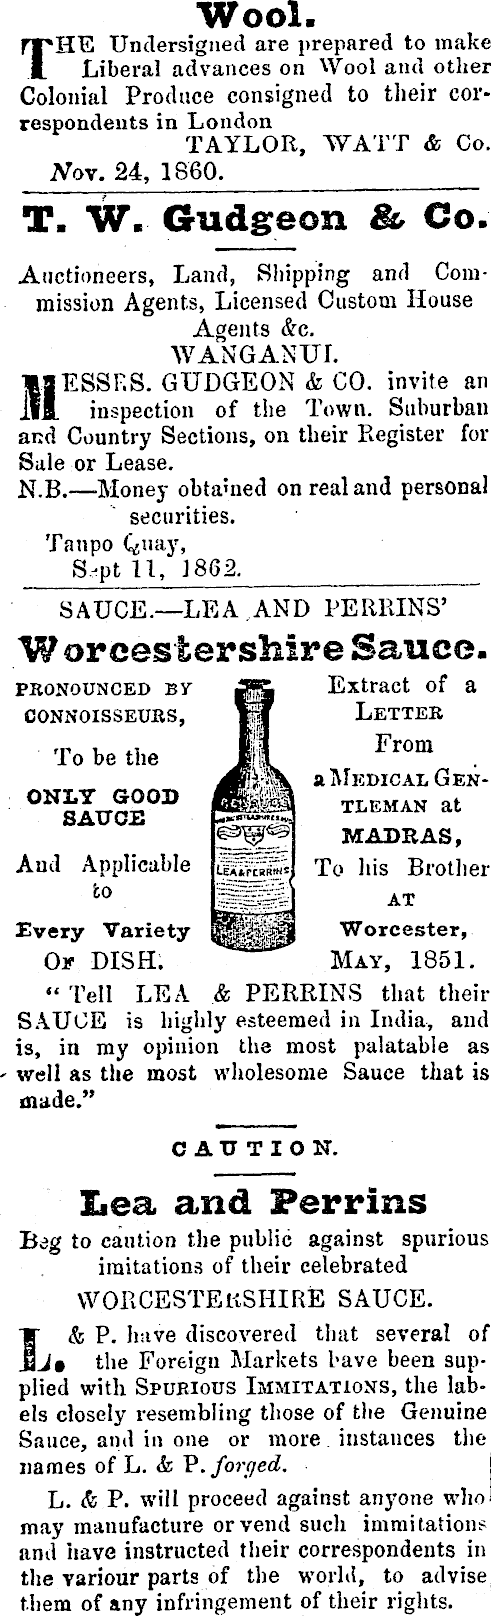 Wool.
THE Undersigned are prepared to make
Liberal advances on Wool and other
Colonial Produce consigned to their cor-
respondents in London
TAYLOR, WATT & Co.
Nov. 24, 1860.
T. W. Gudgeon & Co.
Auctioneers, Land, Shipping and Com-
mission Agents, Licensed Custom House
Agents &c.
WANGANUI.
MESSRS. GUDGEON & CO. invite an
inspection of the Town. Suburban
and Country Sections, on their Register for
Sale or Lease.
N.B.—Money obtained on real and personal
securities.
Taupo Quay,
Sept 11, 1862.
SAUCE.—LEA AND PERRINS'
Worcestershire Sauce.
PRONOUNCED BY
CONNOISSEURS,
To be the
ONLY GOOD
SAUCE
And Applicable
to
Every Variety
OF DISH.
LEA & PERRINS
Extract of a
LETTER
From
a MEDICAL GEN-
TLEMAN at
MADRAS,
To his Brother
AT
Worcester,
MAY, 1851.
“ Tell LEA & PERRINS that their
SAUCE is highly esteemed in India, and
is, in my opinion the most palatable as
well as the most wholesome Sauce that is
made.”
CAUTION.
Lea and Perrins
Beg to caution the public against spurious
imitations of their celebrated
WORCESTERSHIRE SAUCE.
L. & P. have discovered that several of
the Foreign Markets have been sup-
plied with SPURIOUS IMMITATIONS, the lab-
els closely resembling those of the Genuine
Sauce, and in one or more instances the
names of L. & P. forged.
L. & P. will proceed against anyone who
may manufacture or vend such immitations
and have instructed their correspondents in
the variour parts of the world, to advise
them of any infringement of their rights.